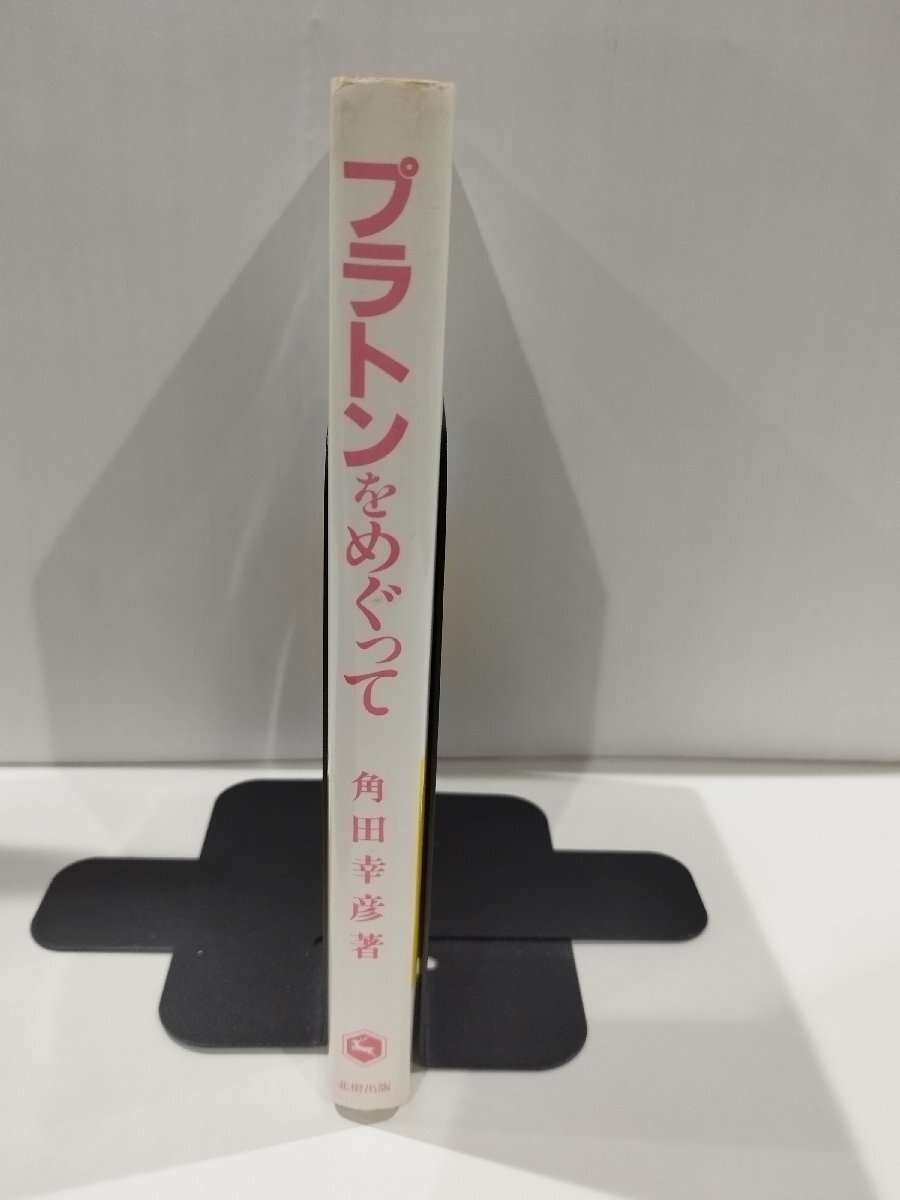 プラトンをめぐって
角田幸彦著
北樹出版